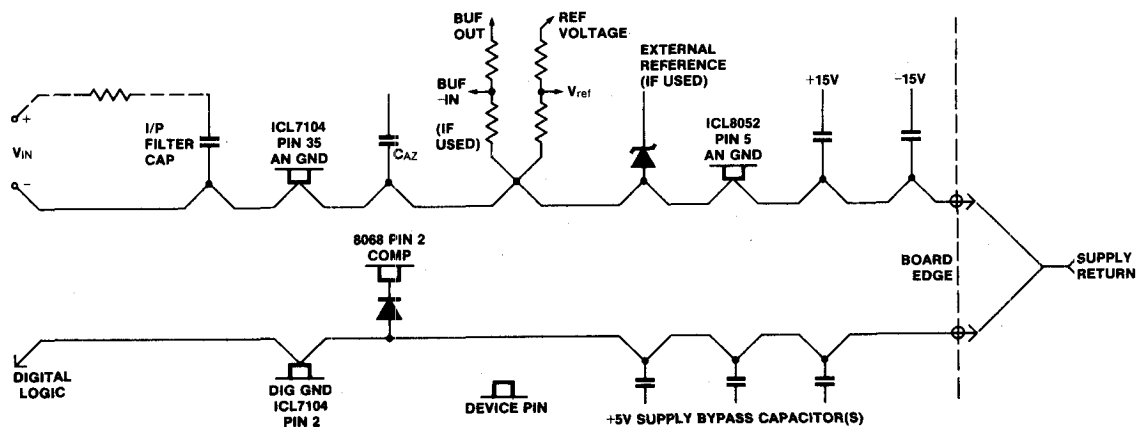 BUF
OUT
REF
VOLTAGE
EXTERNAL
REFERENCE
(IF USED)
+15V
−15V
BUF
−IN
(IF
USED)
Vref
+
VIN
−
I/P
FILTER
CAP
ICL7104
PIN 35
AN GND
CAZ
ICL8052
PIN 5
AN GND
8068 PIN 2
COMP
BOARD
EDGE
SUPPLY
RETURN
DIGITAL
LOGIC
DIG GND
ICL7104
PIN 2
DEVICE PIN
+5V SUPPLY BYPASS CAPACITOR(S)